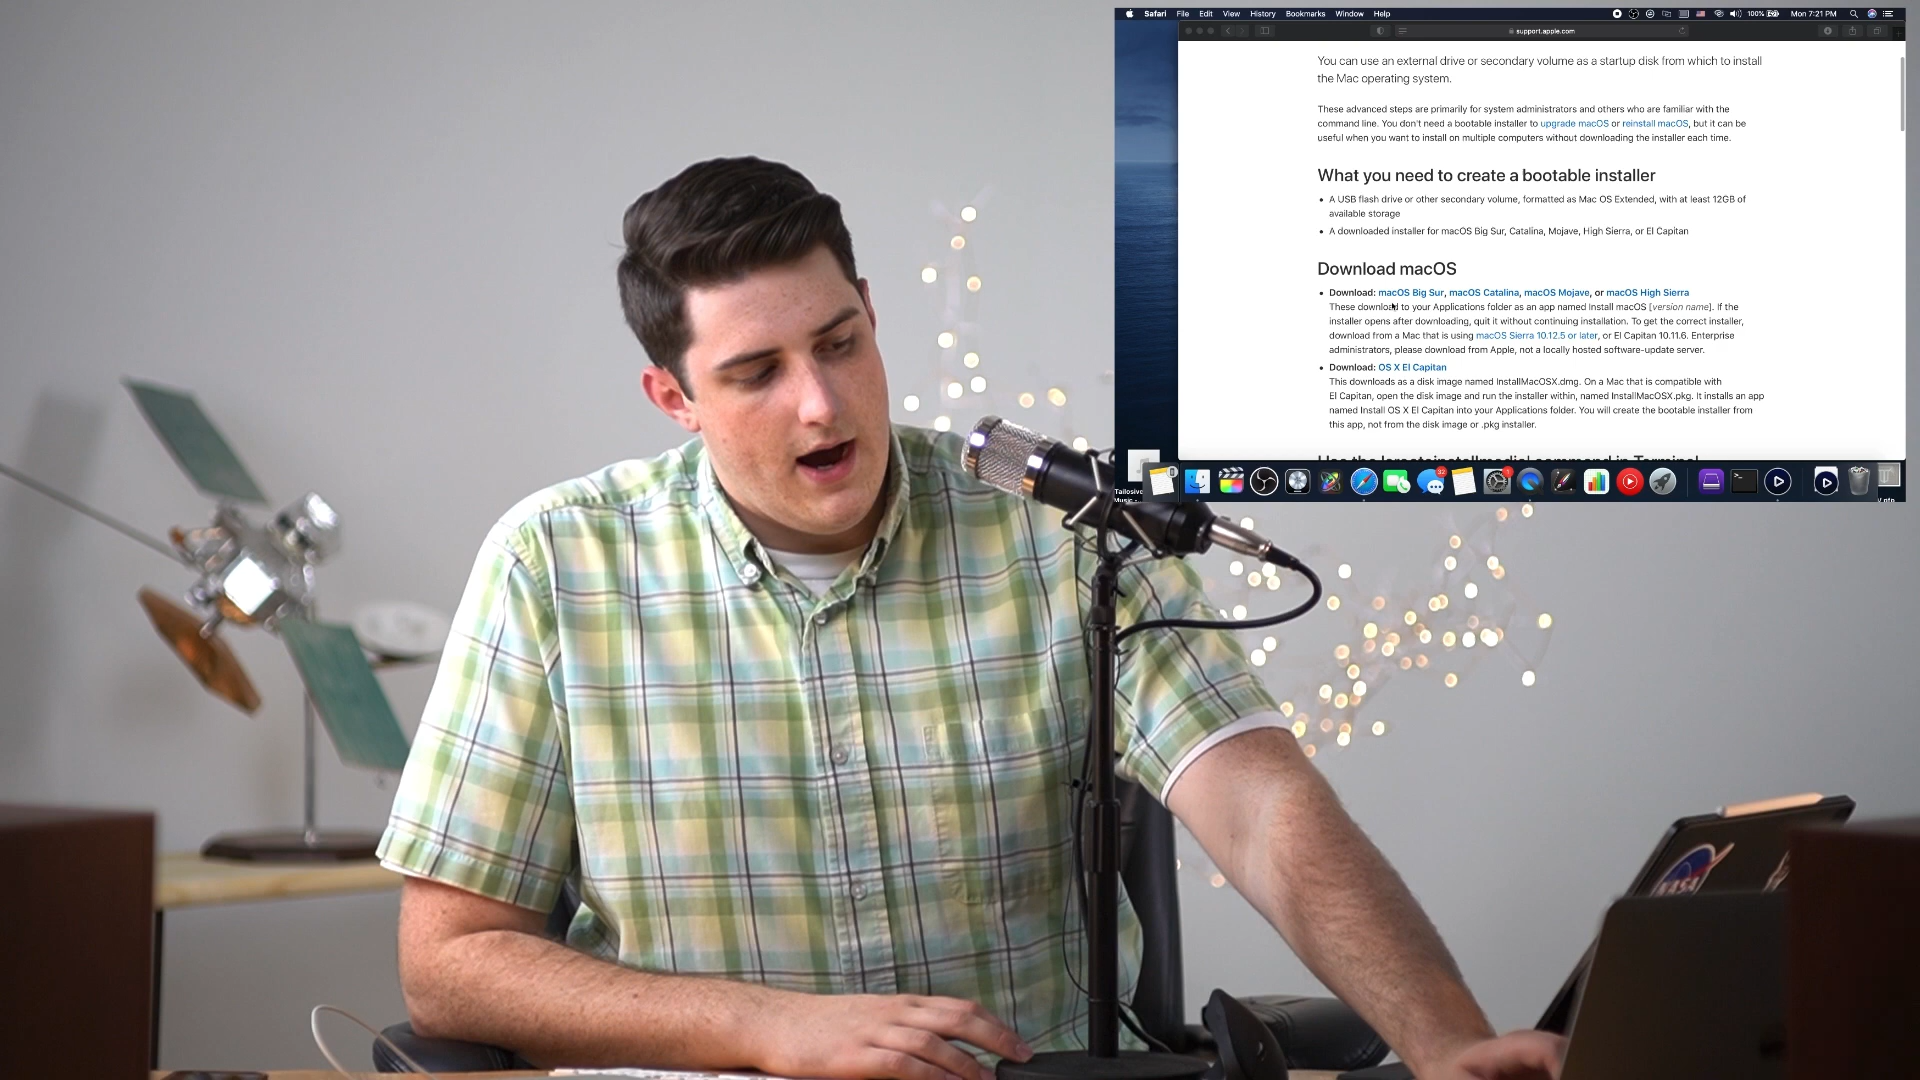 Safari File Edit View History Bookmarks Window Help 100% Mon 7:21 PM
support.apple.com
You can use an external drive or secondary volume as a startup disk from which to install
the Mac operating system.
These advanced steps are primarily for system administrators and others who are familiar with the
command line. You don't need a bootable installer to upgrade macOS or reinstall macOS, but it can be
useful when you want to install on multiple computers without downloading the installer each time.
What you need to create a bootable installer
• A USB flash drive or other secondary volume, formatted as Mac OS Extended, with at least 12GB of
available storage
• A downloaded installer for macOS Big Sur, Catalina, Mojave, High Sierra, or El Capitan
Download macOS
• Download: macOS Big Sur, macOS Catalina, macOS Mojave, or macOS High Sierra
These download to your Applications folder as an app named Install macOS [version name]. If the
installer opens after downloading, quit it without continuing installation. To get the correct installer,
download from a Mac that is using macOS Sierra 10.12.5 or later, or El Capitan 10.11.6. Enterprise
administrators, please download from Apple, not a locally hosted software-update server.
• Download: OS X El Capitan
This downloads as a disk image named InstallMacOSX.dmg. On a Mac that is compatible with
El Capitan, open the disk image and run the installer within, named InstallMacOSX.pkg. It installs an app
named Install OS X El Capitan into your Applications folder. You will create the bootable installer from
this app, not from the disk image or .pkg installer.
Tailosive
Music
NASA